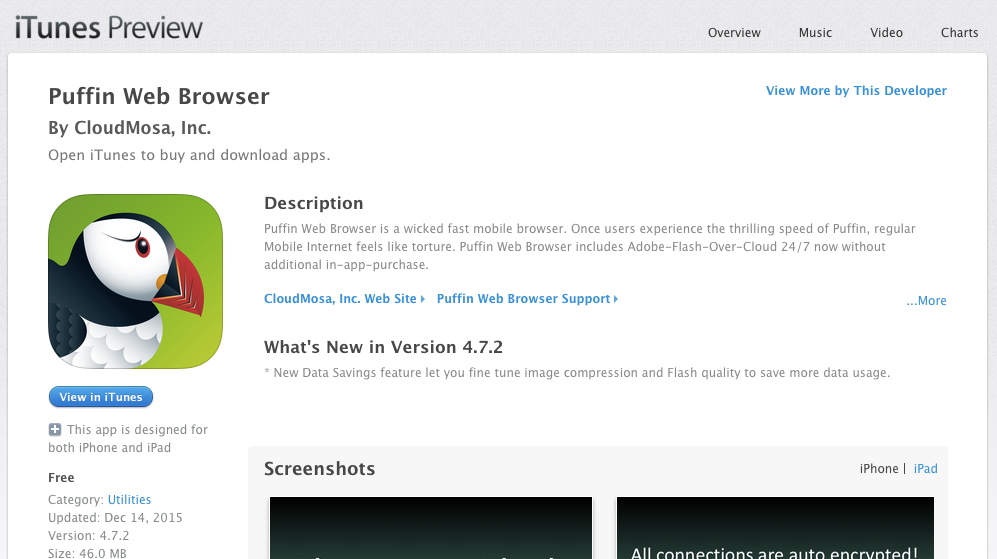 iTunes Preview
Overview Music Video Charts
Puffin Web Browser
View More by This Developer
By CloudMosa, Inc.
Open iTunes to buy and download apps.
Description
Puffin Web Browser is a wicked fast mobile browser. Once users experience the thrilling speed of Puffin, regular
Mobile Internet feels like torture. Puffin Web Browser includes Adobe-Flash-Over-Cloud 24/7 now without
additional in-app-purchase.
CloudMosa, Inc. Web Site Puffin Web Browser Support
...More
What's New in Version 4.7.2
* New Data Savings feature let you fine tune image compression and Flash quality to save more data usage.
View in iTunes
This app is designed for
both iPhone and iPad
Free
Category: Utilities
Updated: Dec 14, 2015
Version: 4.7.2
Size: 46.0 MB
Screenshots
iPhone | iPad
All connections are auto encrypted!